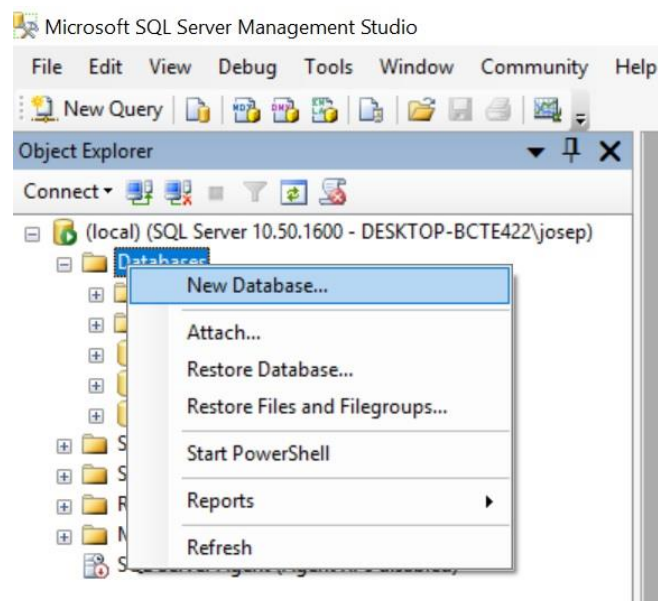 Microsoft SQL Server Management Studio
File Edit View Debug Tools Window Community Help
New Query
Object Explorer
Connect
(local) (SQL Server 10.50.1600 - DESKTOP-BCTE422\josep)
Databases
New Database...
Attach...
Restore Database...
Restore Files and Filegroups...
Start PowerShell
S
S
Reports
R
N
Refresh